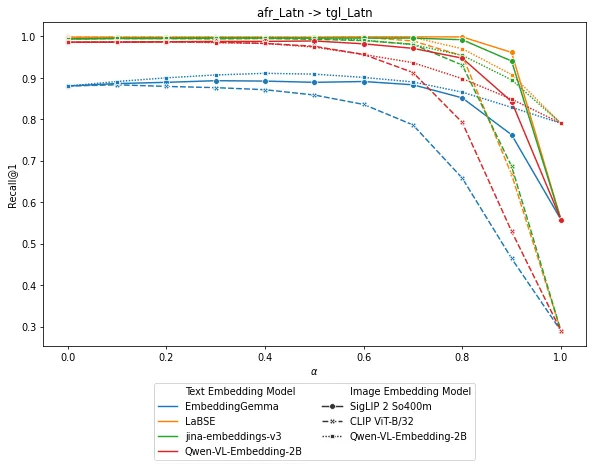 afr_Latn -> tgl_Latn
1.0
0.9
0.8
0.7
0.6
0.5
0.4
0.3
Recall@1
0.0 0.2 0.4 0.6 0.8 1.0
α
Text Embedding Model
EmbeddingGemma
LaBSE
jina-embeddings-v3
Qwen-VL-Embedding-2B
Image Embedding Model
SigLIP 2 So400m
CLIP ViT-B/32
Qwen-VL-Embedding-2B